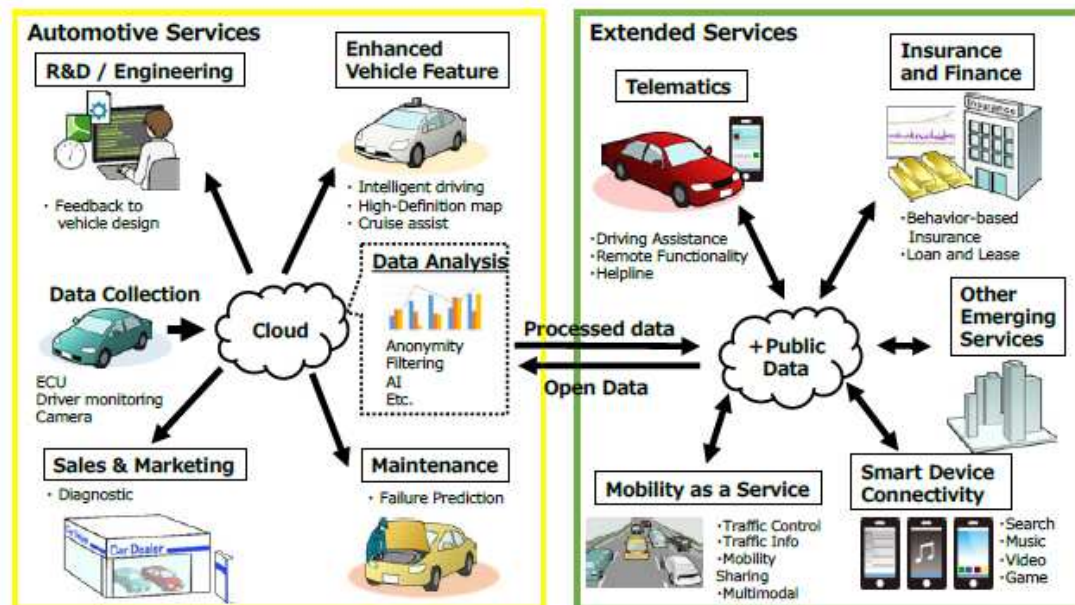 Automotive Services
R&D / Engineering
・Feedback to
vehicle design
Enhanced
Vehicle Feature
・Intelligent driving
・High-Definition map
・Cruise assist
Data Collection
ECU
Driver monitoring
Camera
Cloud
Data Analysis
Anonymity
Filtering
AI
Etc.
Sales & Marketing
・Diagnostic
Car Dealer
Maintenance
・Failure Prediction
Processed data
Open Data
Extended Services
Telematics
・Driving Assistance
・Remote Functionality
・Helpline
Insurance
and Finance
Insurance
・Behavior-based
Insurance
・Loan and Lease
+Public
Data
Other
Emerging
Services
Mobility as a Service
・Traffic Control
・Traffic Info
・Mobility
Sharing
・Multimodal
Smart Device
Connectivity
・Search
・Music
・Video
・Game